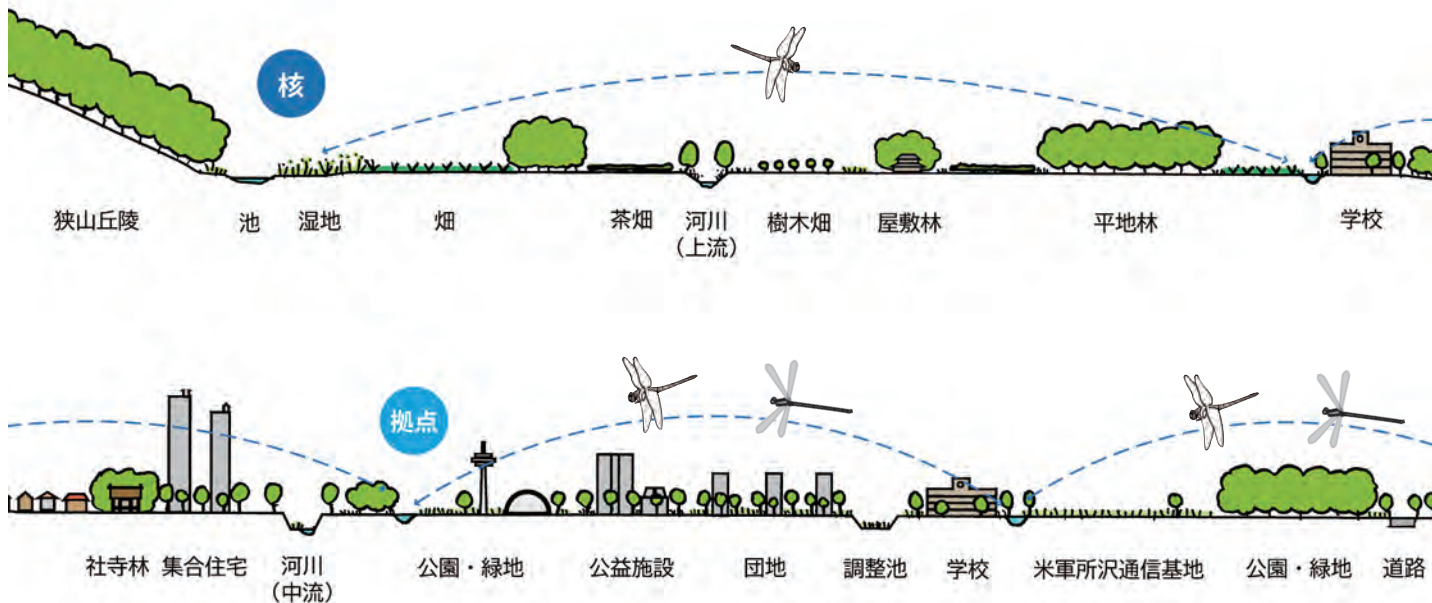 核
狭山丘陵 池 湿地 畑 茶畑 河川 樹木畑 屋敷林 平地林 学校
（上流）
拠点
社寺林 集合住宅 河川 公園・緑地 公益施設 団地 調整池 学校 米軍所沢通信基地 公園・緑地 道路
（中流）